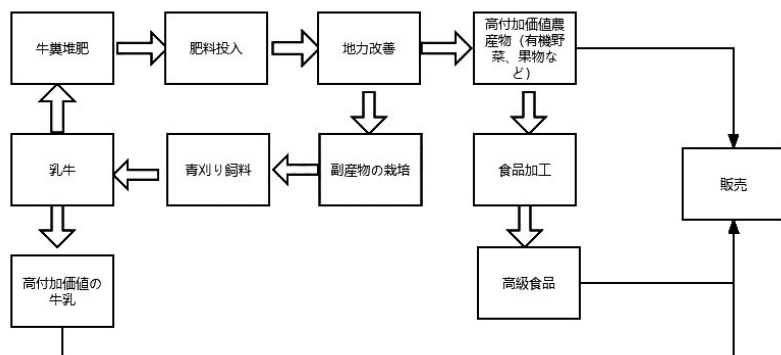 牛糞堆肥
肥料投入
地力改善
高付加価値農
産物（有機野
菜、果物な
ど）
乳牛
青刈り飼料
副産物の栽培
食品加工
販売
高付加価値の
牛乳
高級食品